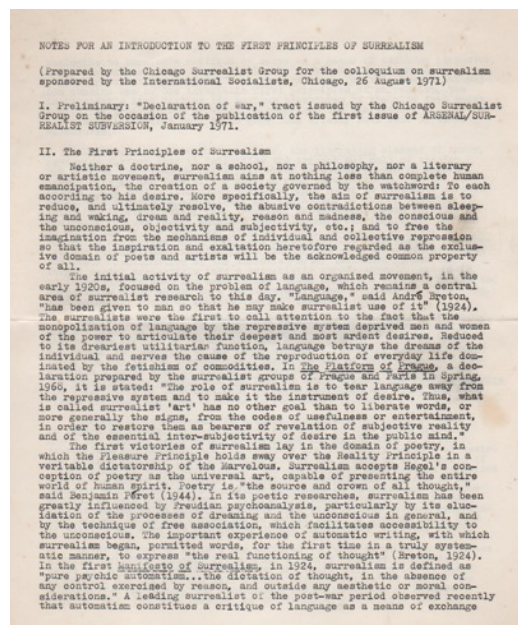 NOTES FOR AN INTRODUCTION TO THE FIRST PRINCIPLES OF SURREALISM
(Prepared by the Chicago Surrealist Group for the colloquium on surrealism
sponsored by the International Socialists, Chicago, 26 August 1971)
I. Preliminary: "Declaration of War," tract issued by the Chicago Surrealist
Group on the occasion of the publication of the first issue of ARSENAL/SUR-
REALIST SUBVERSION, January 1971.
II. The First Principles of Surrealism
Neither a doctrine, nor a school, nor a philosophy, nor a literary
or artistic movement, surrealism aims at nothing less than complete human
emancipation, the creation of a society governed by the watchword: To each
according to his desire. More specifically, the aim of surrealism is to
reduce, and ultimately resolve, the abusive contradictions between sleep-
ing and waking, dream and reality, reason and madness, the conscious and
the unconscious, objectivity and subjectivity, etc.; and to free the
imagination from the mechanisms of individual and collective repression
so that the inspiration and exaltation heretofore regarded as the exclus-
ive domain of poets and artists will be the acknowledged common property
of all.
The initial activity of surrealism as an organized movement, in the
early 1920s, focused on the problem of language, which remains a central
area of surrealist research to this day. "Language," said André Breton,
"has been given to man so that he may make surrealist use of it" (1924).
The surrealists were the first to call attention to the fact that the
monopolization of language by the repressive system deprived men and women
of the power to articulate their deepest and most ardent desires. Reduced
to its dreariest utilitarian function, language betrays the dreams of the
individual and serves the cause of the reproduction of everyday life dom-
inated by the fetishism of commodities. In The Platform of Prague, a dec-
laration prepared by the surrealist groups of Prague and Paris in Spring,
1968, it is stated: "The role of surrealism is to tear language away from
the repressive system and to make it the instrument of desire. Thus, what
is called surrealist 'art' has no other goal than to liberate words, or
more generally the signs, from the codes of usefulness or entertainment,
in order to restore them as bearers of revelation of subjective reality
and of the essential inter-subjectivity of desire in the public mind."
The first victories of surrealism lay in the domain of poetry, in
which the Pleasure Principle holds sway over the Reality Principle in a
veritable dictatorship of the Marvelous. Surrealism accepts Hegel's con-
ception of poetry as the universal art, capable of presenting the entire
world of human spirit. Poetry is "the source and crown of all thought,"
said Benjamin Péret (1944). In its poetic researches, surrealism has been
greatly influenced by Freudian psychoanalysis, particularly by its eluc-
idation of the processes of dreaming and the unconscious in general, and
by the technique of free association, which facilitates accessibility to
the unconscious. The important experience of automatic writing, with which
surrealism began, permitted words, for the first time in a truly system-
atic manner, to express "the real functioning of thought" (Breton, 1924).
In the first Manifesto of Surrealism, in 1924, surrealism is defined as
"pure psychic automatism...the dictation of thought, in the absence of
any control exercised by reason, and outside any aesthetic or moral con-
siderations." A leading surrealist of the post-war period observed recently
that automatism constitutes a critique of language as a means of exchange